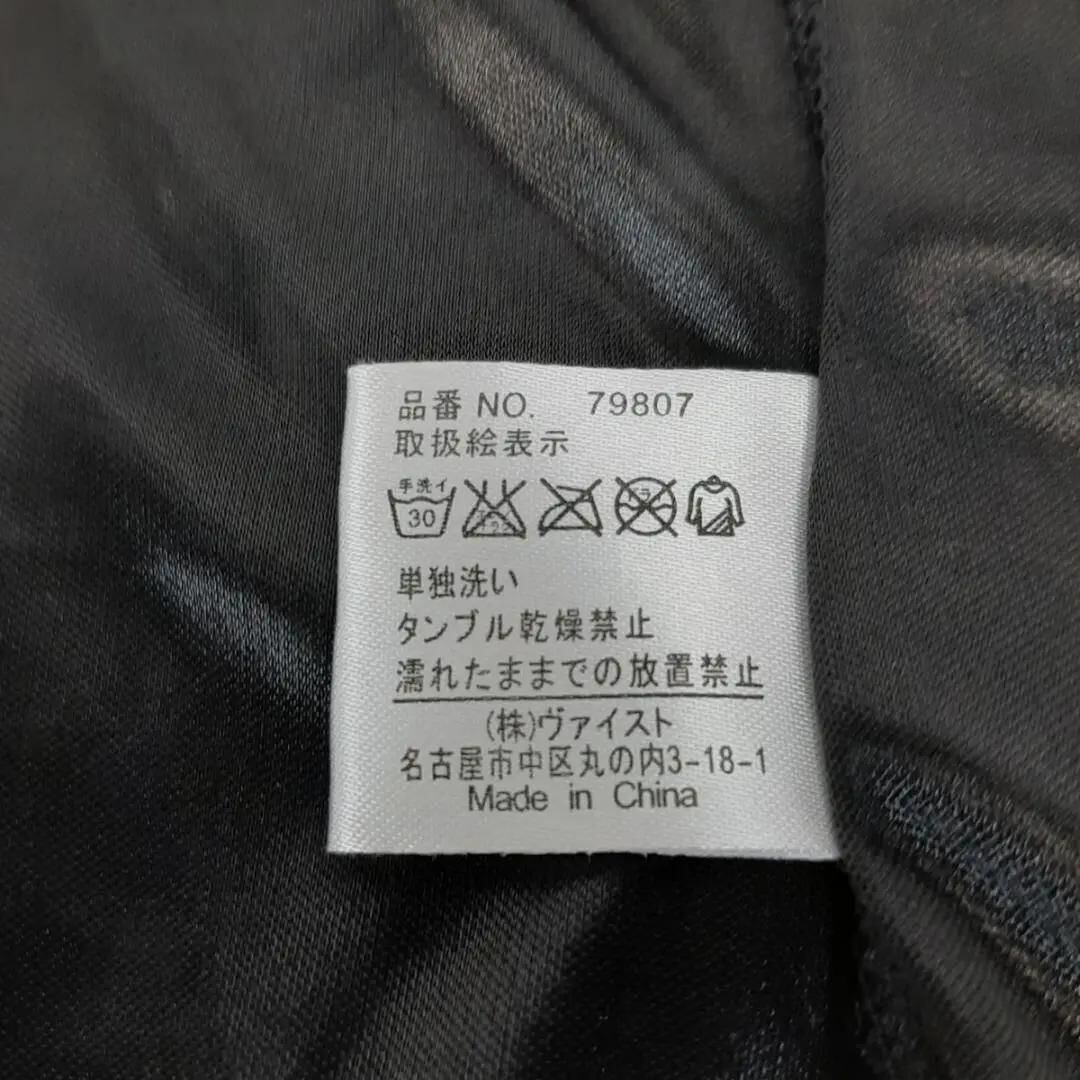 品番 NO. 79807
取扱絵表示
手洗イ
30
単独洗い
タンブル乾燥禁止
濡れたままでの放置禁止
(株)ヴァイスト
名古屋市中区丸の内3-18-1
Made in China